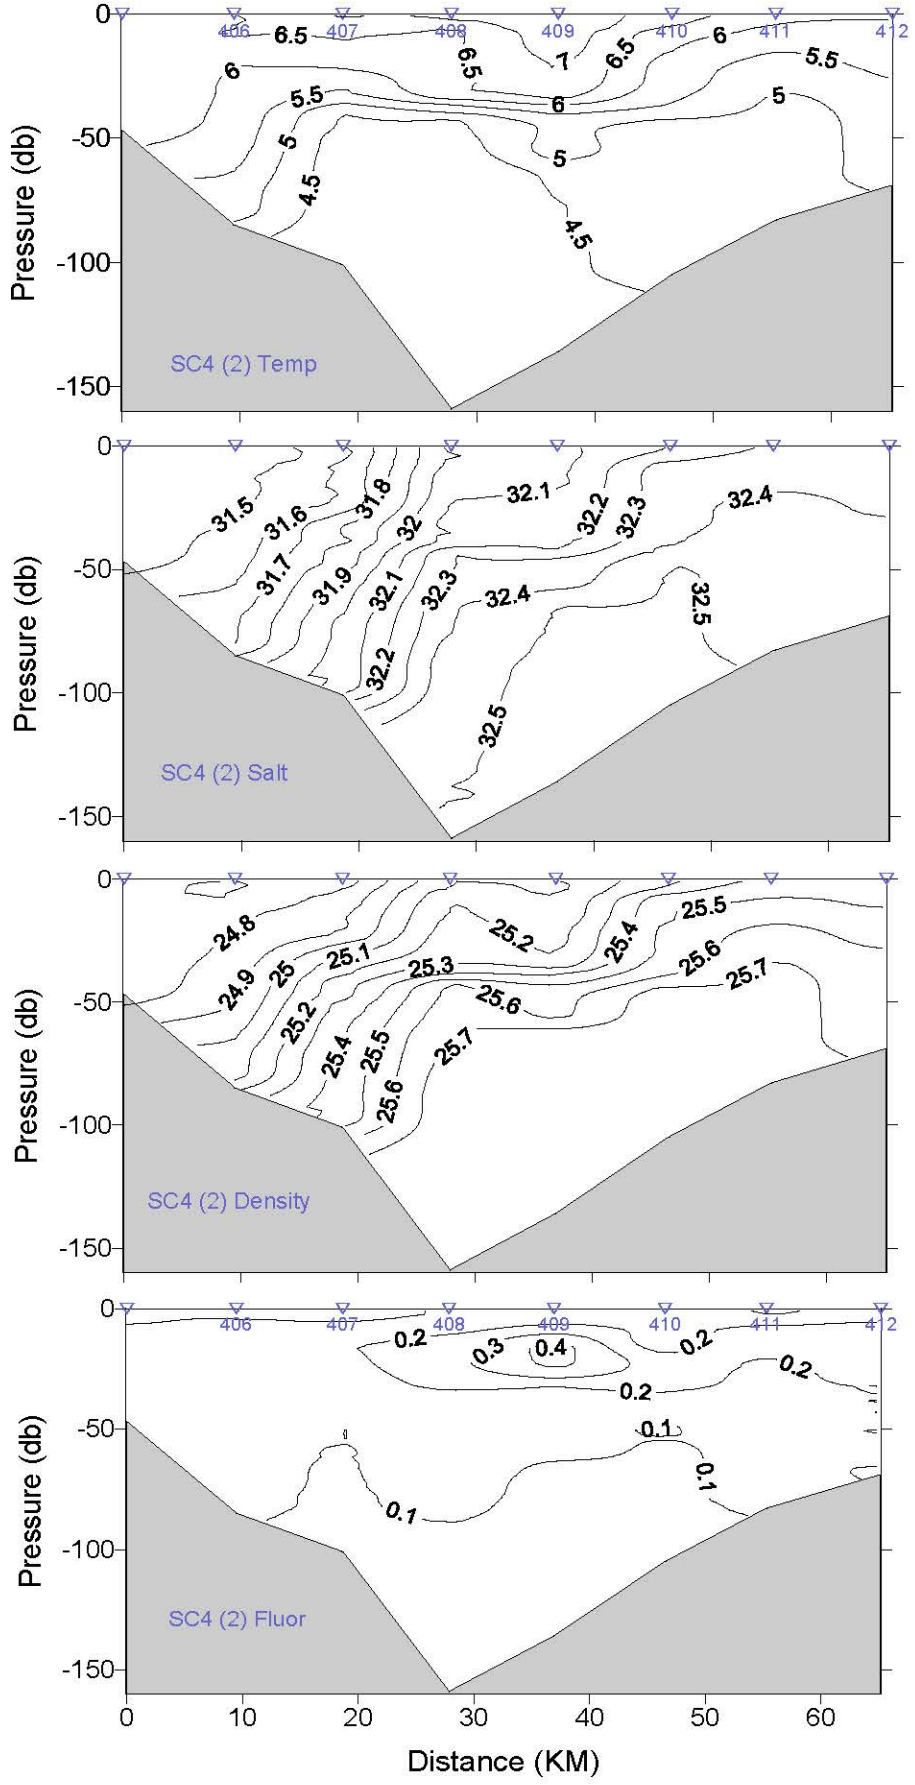 0
406 407 408 409 410 411 412
6.5 6.5 7 6.5 6 5.5
6 5.5 6 5
-50
5 5
4.5 4.5
-100
-150
Pressure (db)
SC4 (2) Temp
0
31.5 31.6 31.8 32 32.1 32.2 32.3 32.4
-50
31.7 31.9 32.1 32.3 32.4 32.5
32.2 32.5
-100
-150
Pressure (db)
SC4 (2) Salt
0
24.8 25.2 25.4 25.5
24.9 25 25.1 25.3 25.6 25.7
-50
25.2 25.4 25.5 25.6 25.7
25.6
-100
-150
Pressure (db)
SC4 (2) Density
0
406 407 408 409 410 411 412
0.2 0.3 0.4 0.2 0.2
0.2
-50
0.1
0.1 0.1
-100
-150
Pressure (db)
SC4 (2) Fluor
0 10 20 30 40 50 60
Distance (KM)